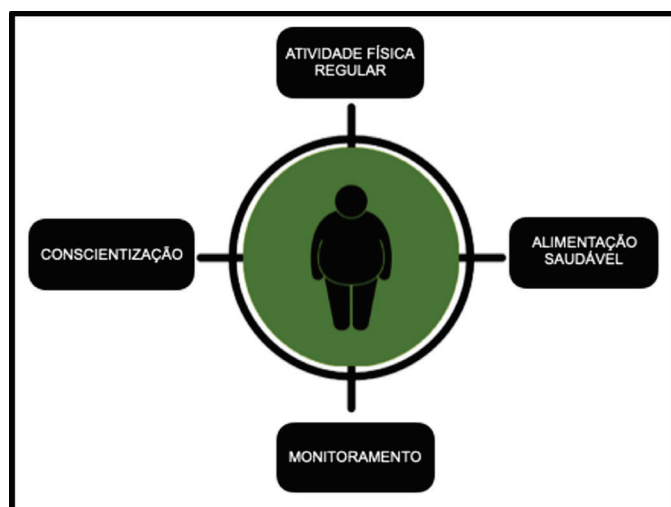 ATIVIDADE FÍSICA
REGULAR
CONSCIENTIZAÇÃO
ALIMENTAÇÃO
SAUDÁVEL
MONITORAMENTO